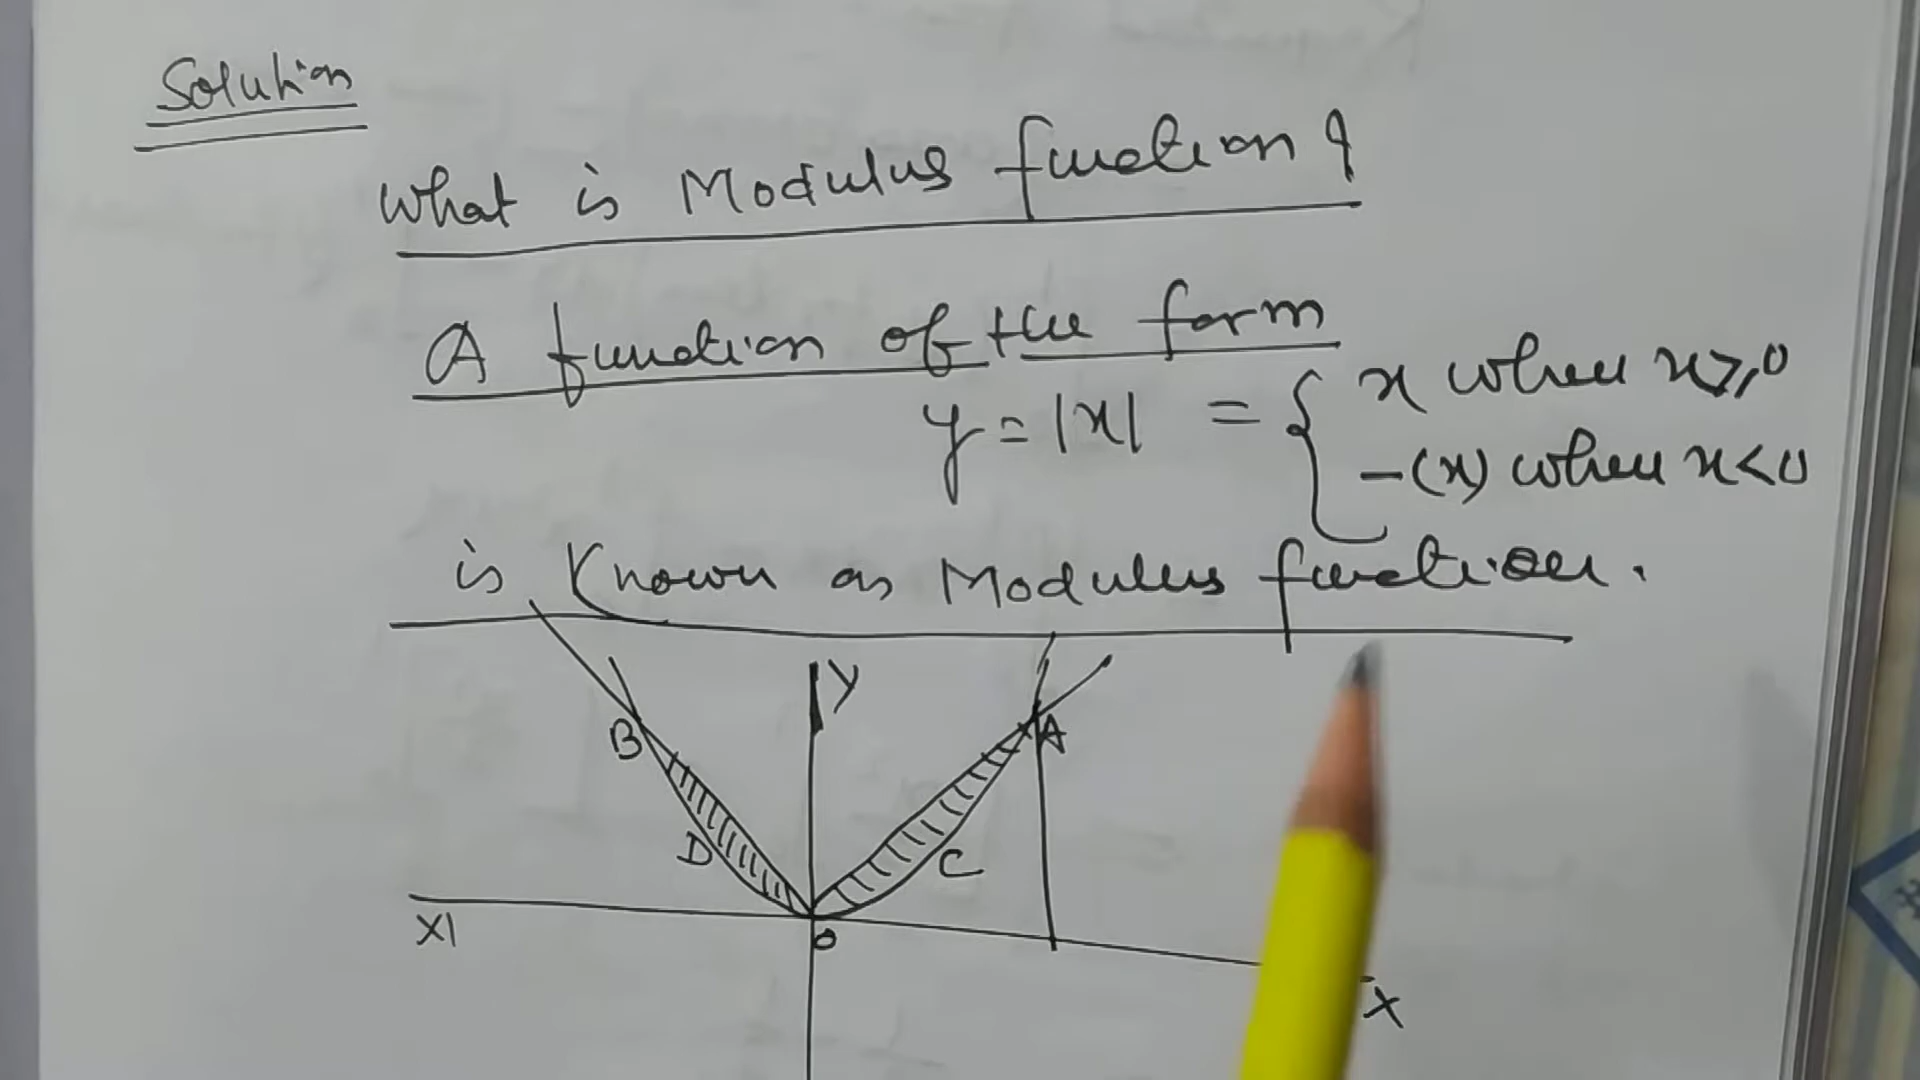 Solution
What is Modulus function?
A function of the form
y = |x| = { x when x ≥ 0
-(x) when x < 0
is Known as Modulus function.
Y
B
A
D
C
X1
O
X